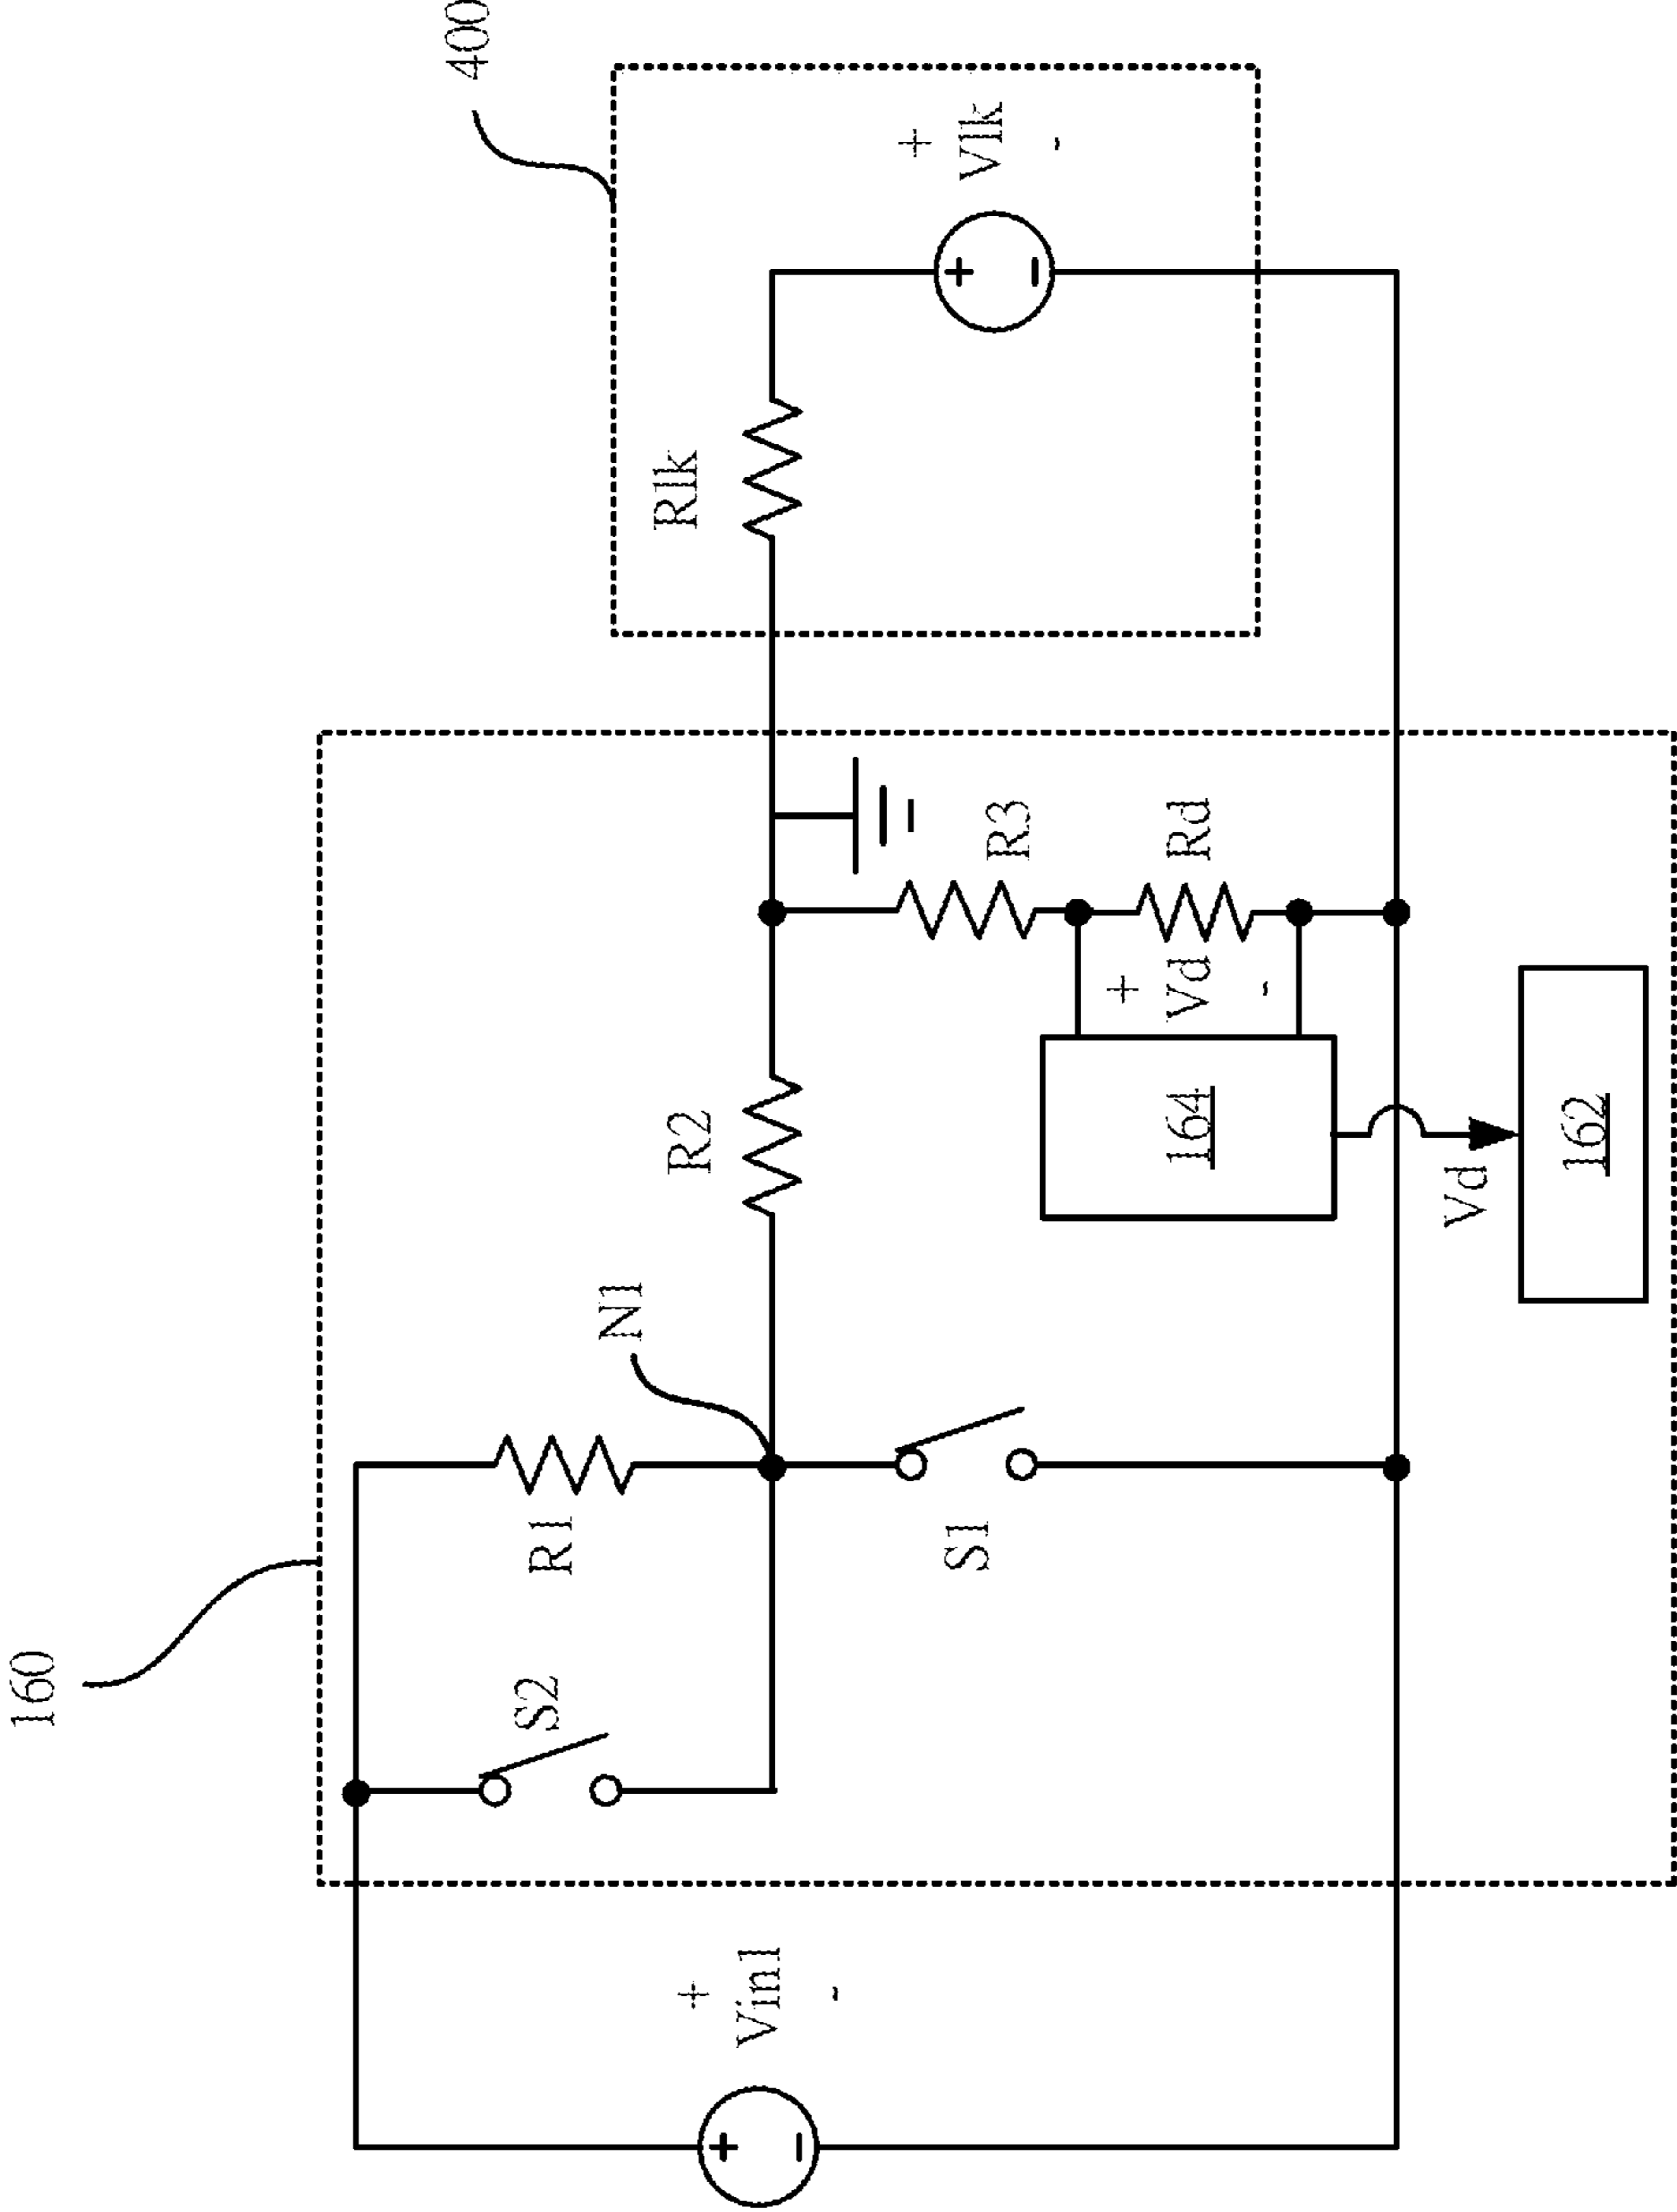 160
400
S2
R1
N1
R2
Rlk
+
Vlk
-
+
Vin1
-
S1
R3
Rd
+
Vd
-
164
Vd
162